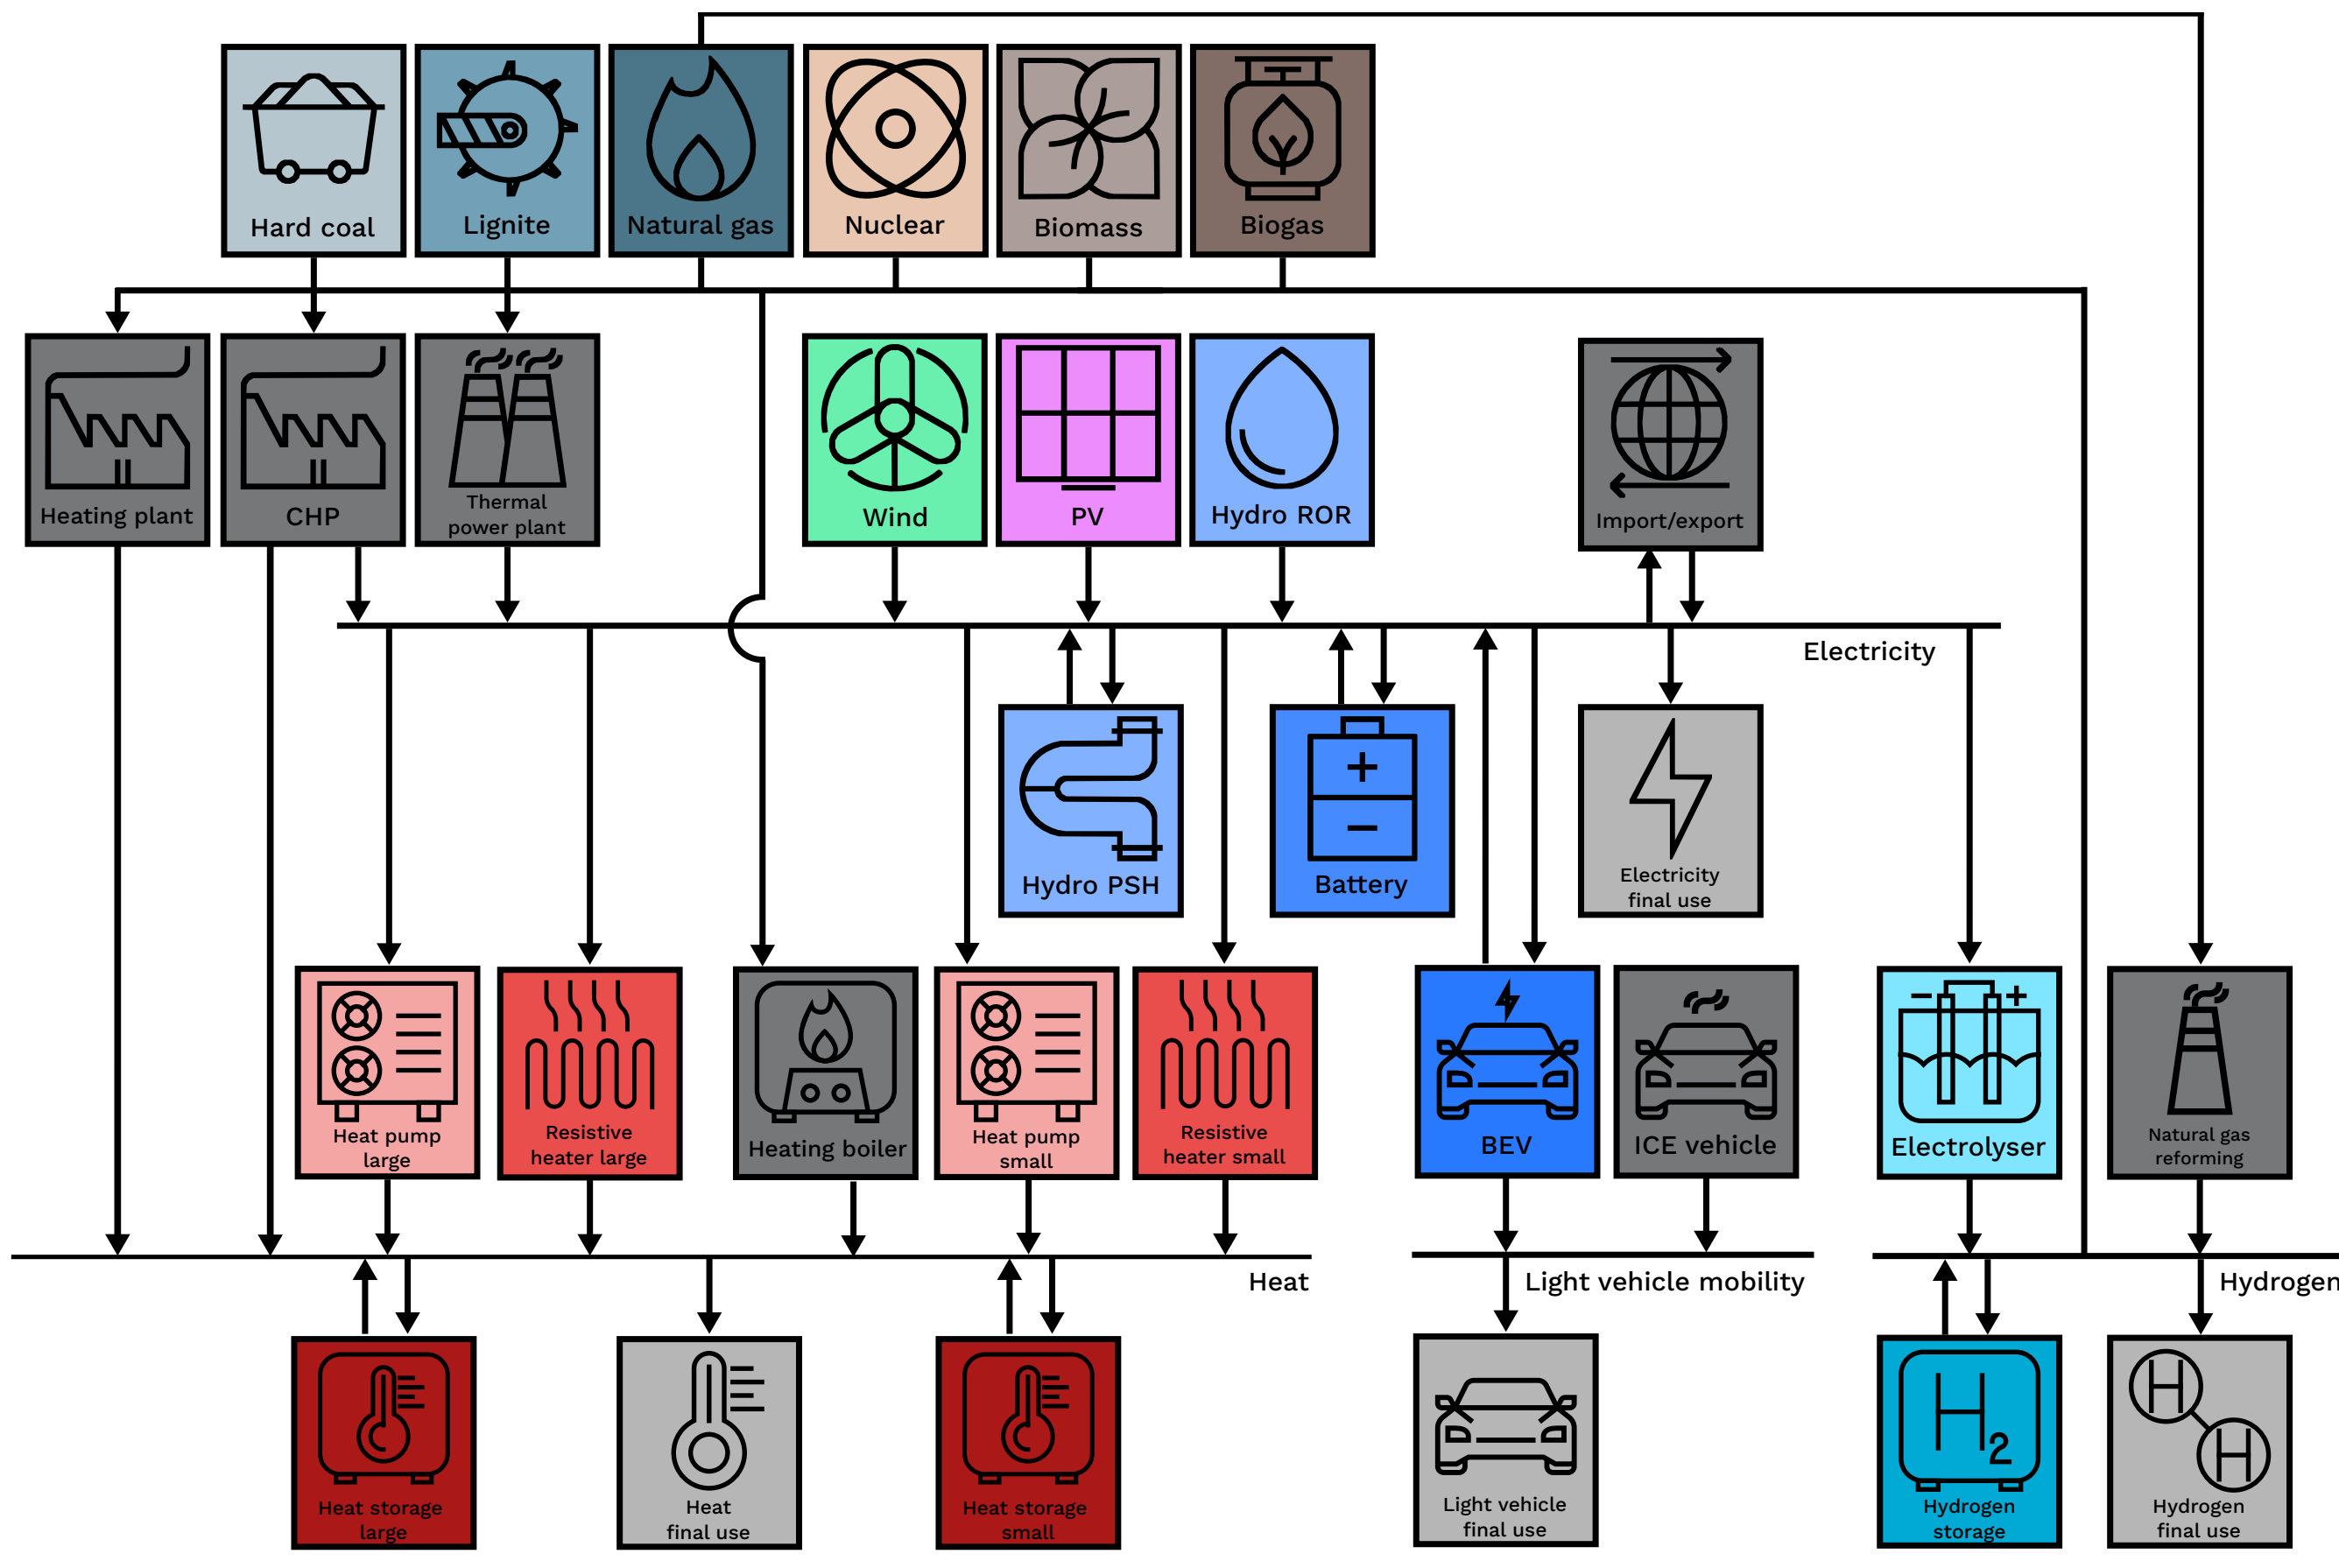 Hard coal
Lignite
Natural gas
Nuclear
Biomass
Biogas
Heating plant
CHP
Thermal
power plant
Wind
PV
Hydro ROR
Import/export
Electricity
Hydro PSH
+
−
Battery
Electricity
final use
Heat pump
large
Resistive
heater large
Heating boiler
Heat pump
small
Resistive
heater small
BEV
ICE vehicle
− +
Electrolyser
Natural gas
reforming
Heat
Light vehicle mobility
Hydrogen
Heat storage
large
Heat
final use
Heat storage
small
Light vehicle
final use
H2
Hydrogen
storage
H
H
Hydrogen
final use